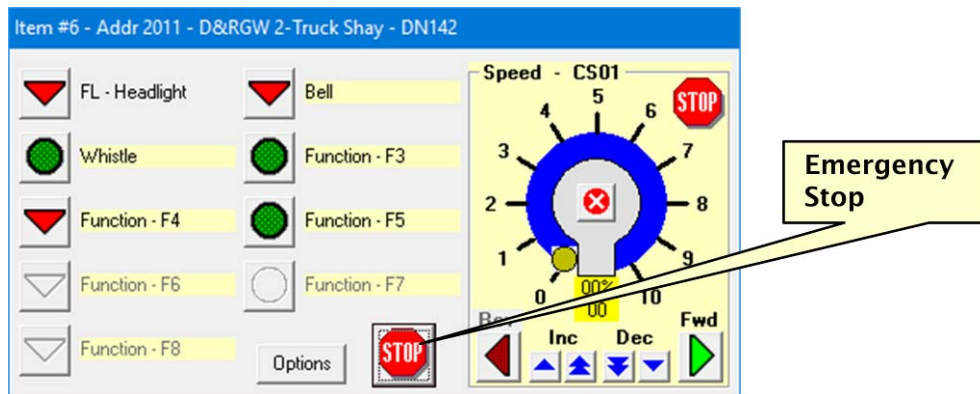 Item #6 - Addr 2011 - D&RGW 2-Truck Shay - DN142
FL - Headlight
Bell
Whistle
Function - F3
Function - F4
Function - F5
Function - F6
Function - F7
Function - F8
Options
STOP
Speed - CS01
STOP
0
1
2
3
4
5
6
7
8
9
10
00%
00
Rev
Inc
Dec
Fwd
Emergency
Stop